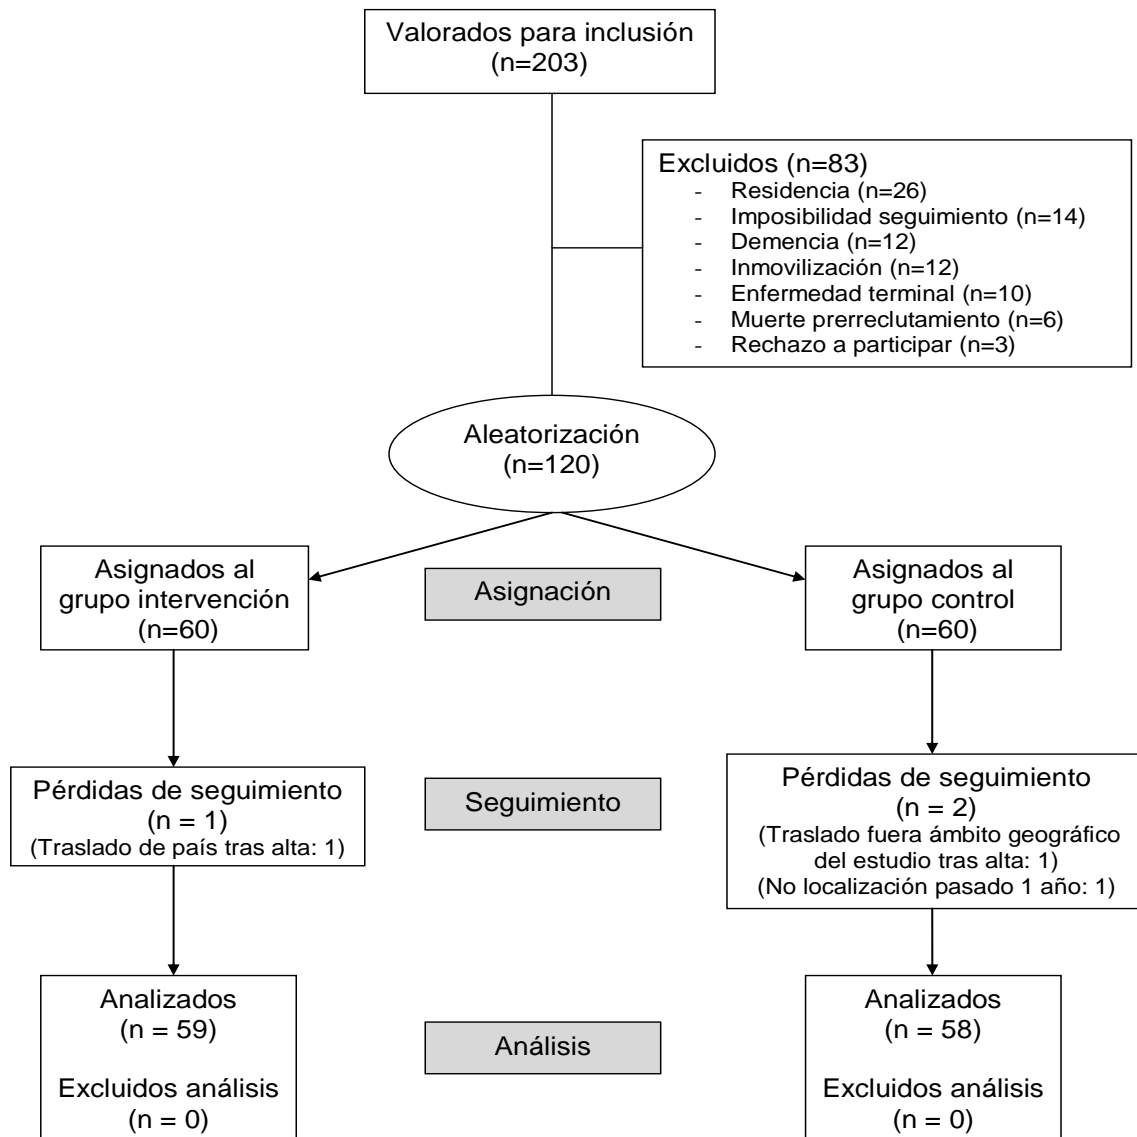 Valorados para inclusión
(n=203)
Excluidos (n=83)
- Residencia (n=26)
- Imposibilidad seguimiento (n=14)
- Demencia (n=12)
- Inmovilización (n=12)
- Enfermedad terminal (n=10)
- Muerte prerreclutamiento (n=6)
- Rechazo a participar (n=3)
Aleatorización
(n=120)
Asignados al
grupo intervención
(n=60)
Asignación
Asignados al
grupo control
(n=60)
Pérdidas de seguimiento
(n = 1)
(Traslado de país tras alta: 1)
Seguimiento
Pérdidas de seguimiento
(n = 2)
(Traslado fuera ámbito geográfico
del estudio tras alta: 1)
(No localización pasado 1 año: 1)
Analizados
(n = 59)
Excluidos análisis
(n = 0)
Análisis
Analizados
(n = 58)
Excluidos análisis
(n = 0)